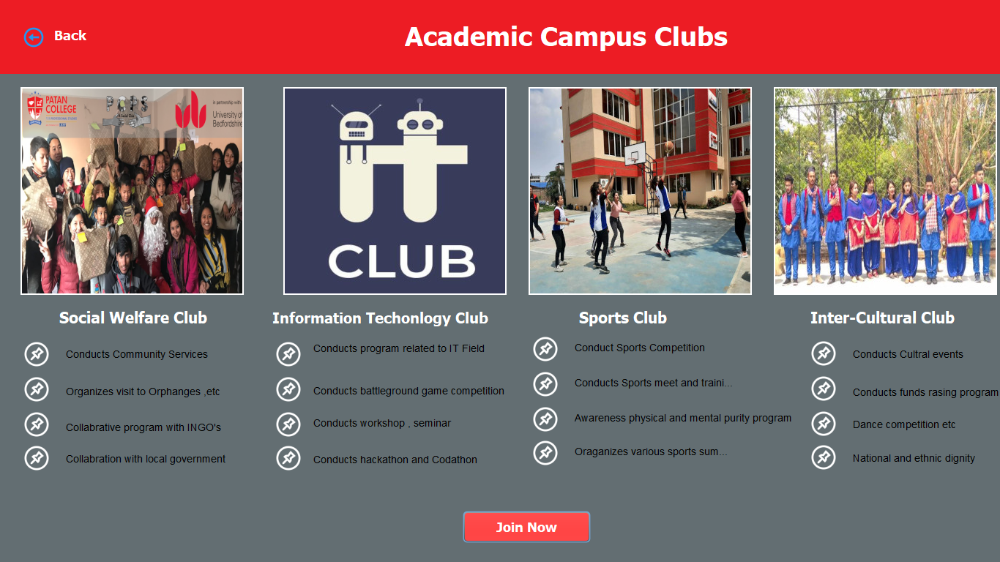 Back
Academic Campus Clubs
PATAN
COLLEGE
in partnership with
University of
Bedfordshire
it
CLUB
Social Welfare Club
Conducts Community Services
Organizes visit to Orphanges ,etc
Collabrative program with INGO's
Collabration with local government
Information Techonlogy Club
Conducts program related to IT Field
Conducts battleground game competition
Conducts workshop , seminar
Conducts hackathon and Codathon
Sports Club
Conduct Sports Competition
Conducts Sports meet and traini...
Awareness physical and mental purity program
Oraganizes various sports sum...
Inter-Cultural Club
Conducts Cultral events
Conducts funds rasing program
Dance competition etc
National and ethnic dignity
Join Now